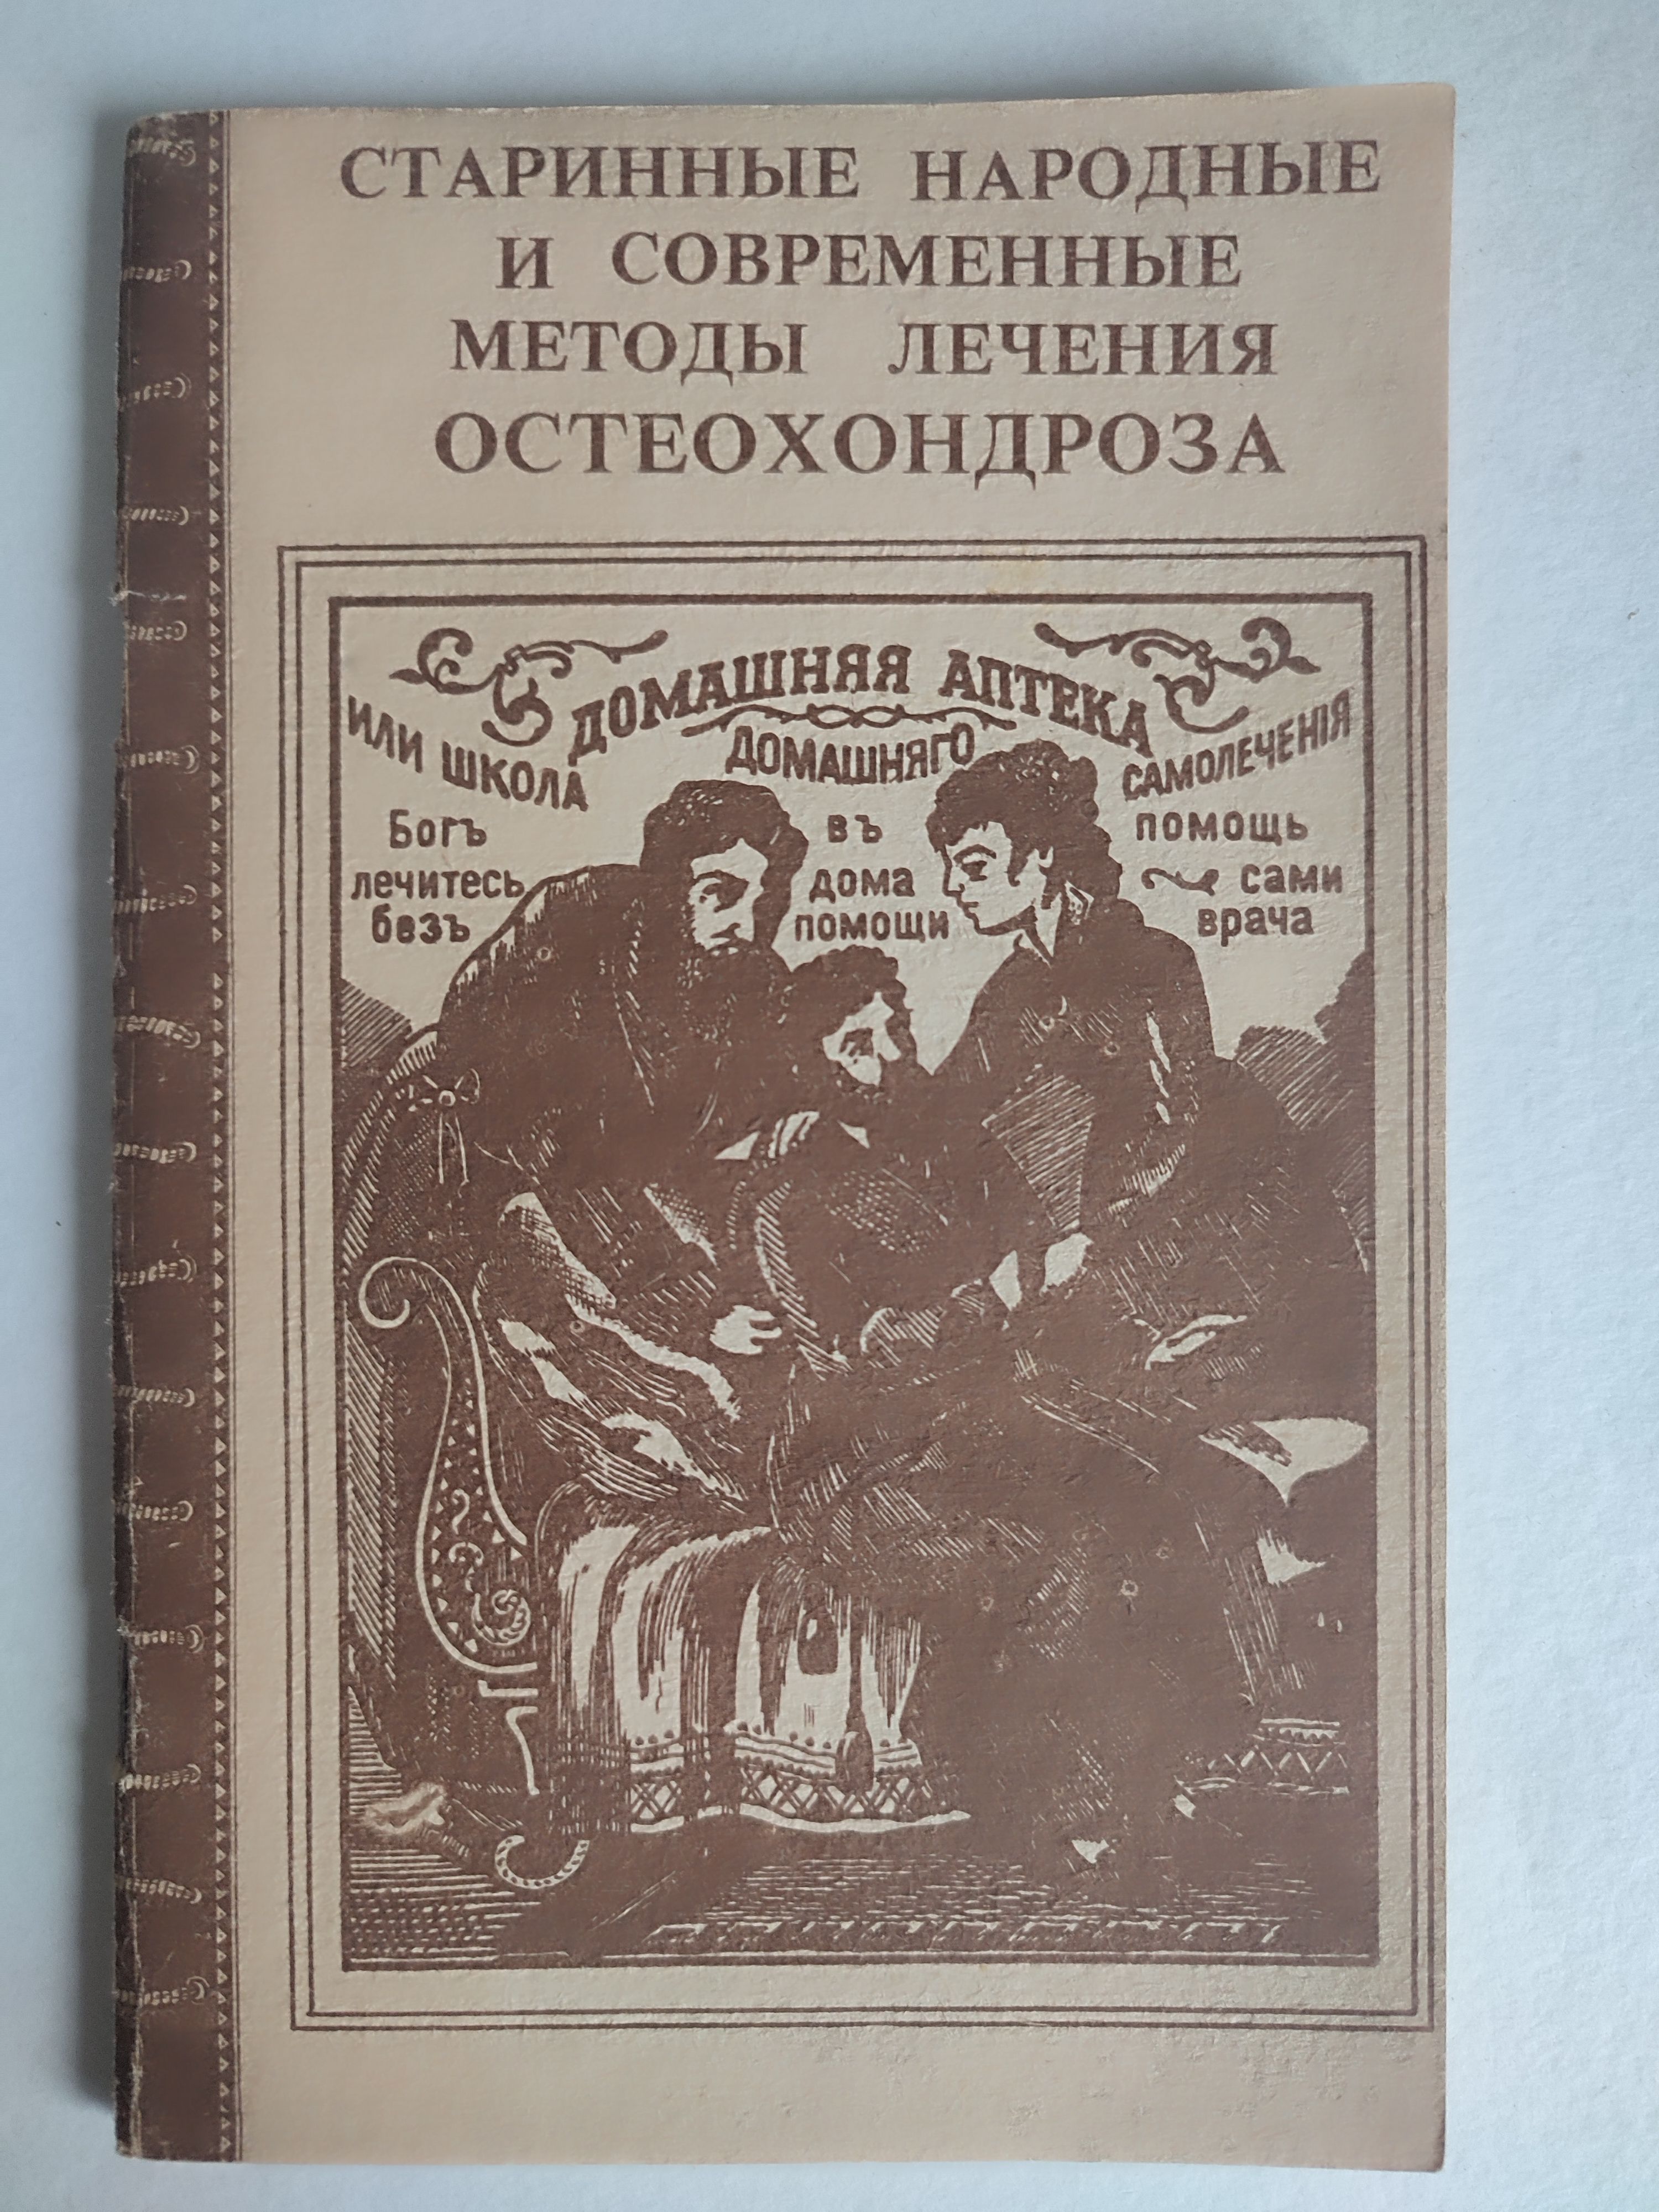 СТАРИННЫЕ НАРОДНЫЕ
И СОВРЕМЕННЫЕ
МЕТОДЫ ЛЕЧЕНИЯ
ОСТЕОХОНДРОЗА
ДОМАШНЯЯ АПТЕКА
ИЛИ ШКОЛА ДОМАШНЯГО САМОЛЕЧЕНІЯ
Богъ въ помощь
лечитесь дома сами
безъ помощи врача